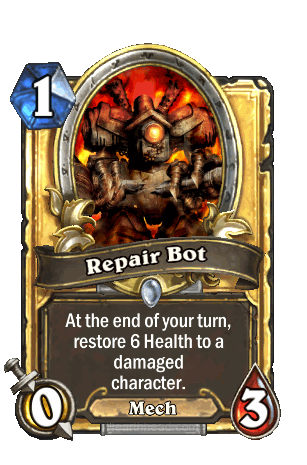 1
Repair Bot
At the end of your turn,
restore 6 Health to a
damaged
character.
0
Mech
3